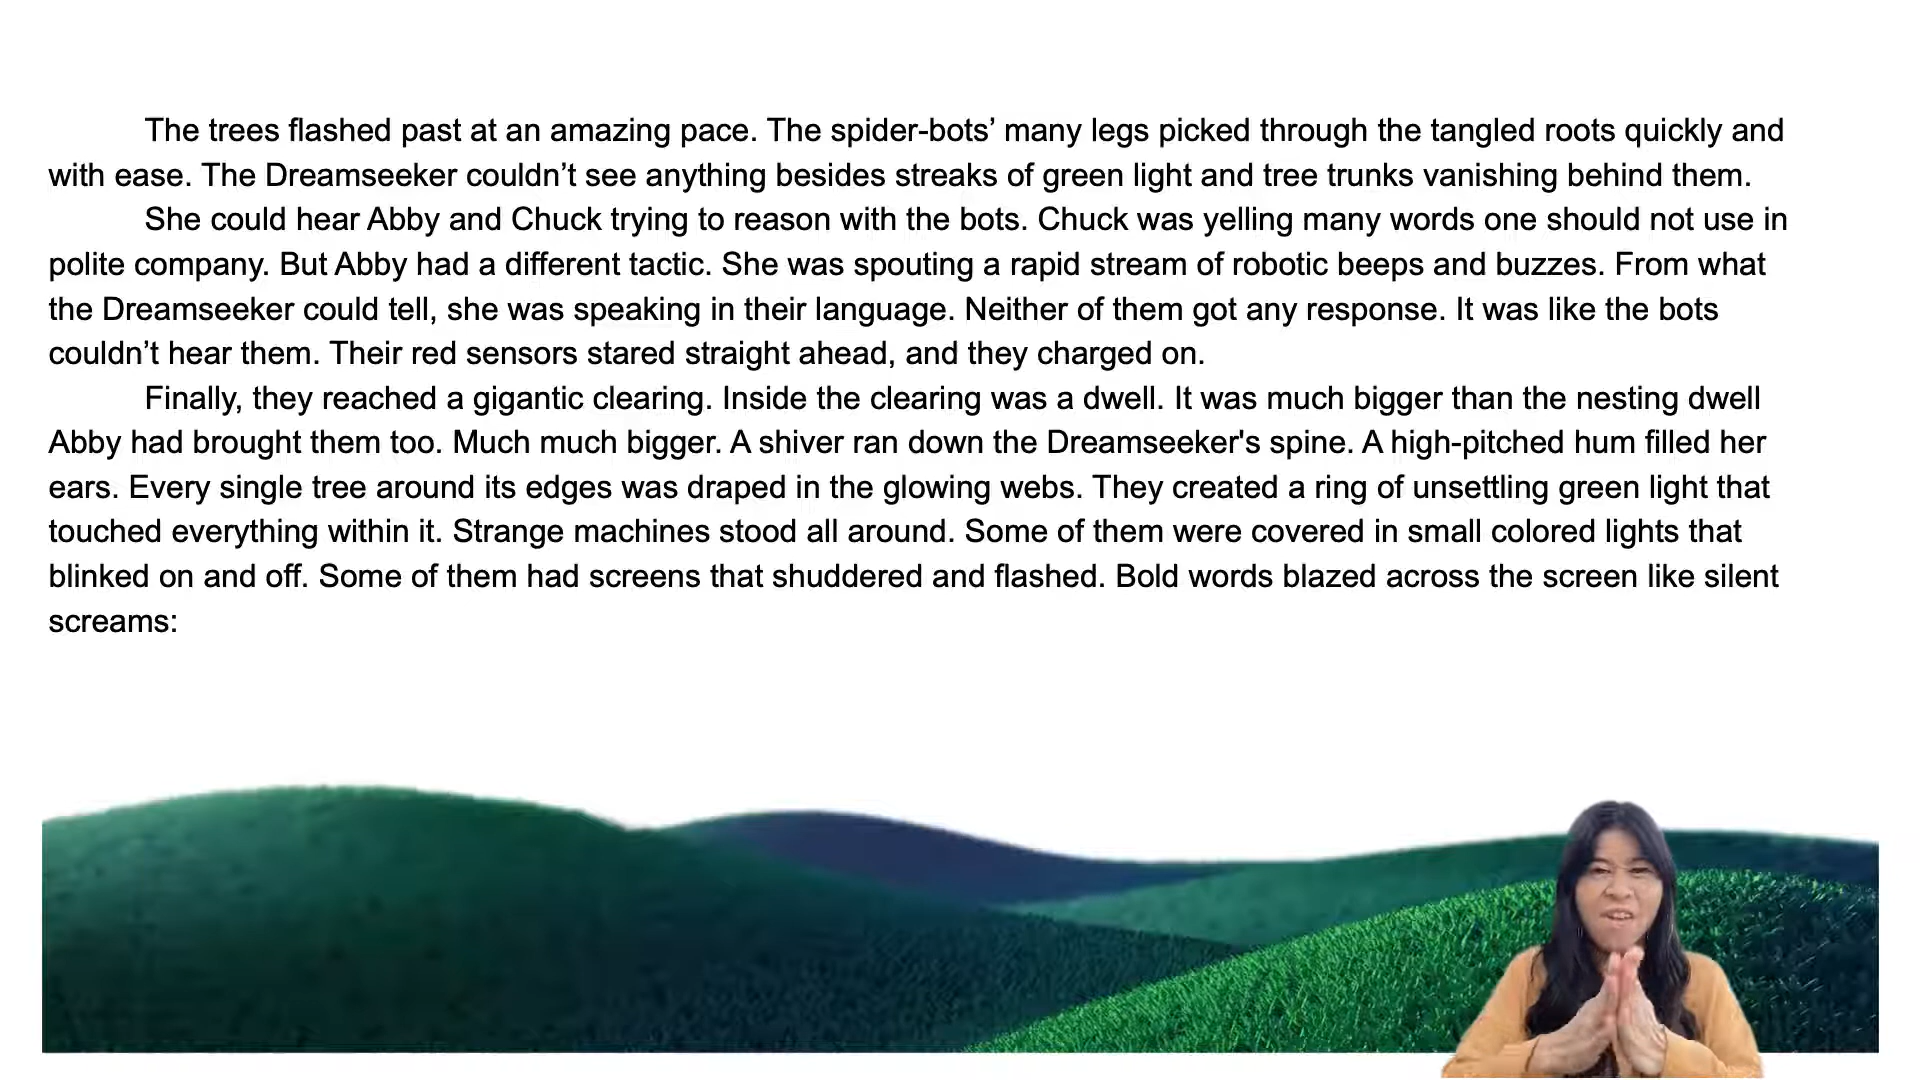 The trees flashed past at an amazing pace. The spider-bots’ many legs picked through the tangled roots quickly and
with ease. The Dreamseeker couldn’t see anything besides streaks of green light and tree trunks vanishing behind them.
She could hear Abby and Chuck trying to reason with the bots. Chuck was yelling many words one should not use in
polite company. But Abby had a different tactic. She was spouting a rapid stream of robotic beeps and buzzes. From what
the Dreamseeker could tell, she was speaking in their language. Neither of them got any response. It was like the bots
couldn’t hear them. Their red sensors stared straight ahead, and they charged on.
Finally, they reached a gigantic clearing. Inside the clearing was a dwell. It was much bigger than the nesting dwell
Abby had brought them too. Much much bigger. A shiver ran down the Dreamseeker's spine. A high-pitched hum filled her
ears. Every single tree around its edges was draped in the glowing webs. They created a ring of unsettling green light that
touched everything within it. Strange machines stood all around. Some of them were covered in small colored lights that
blinked on and off. Some of them had screens that shuddered and flashed. Bold words blazed across the screen like silent
screams: